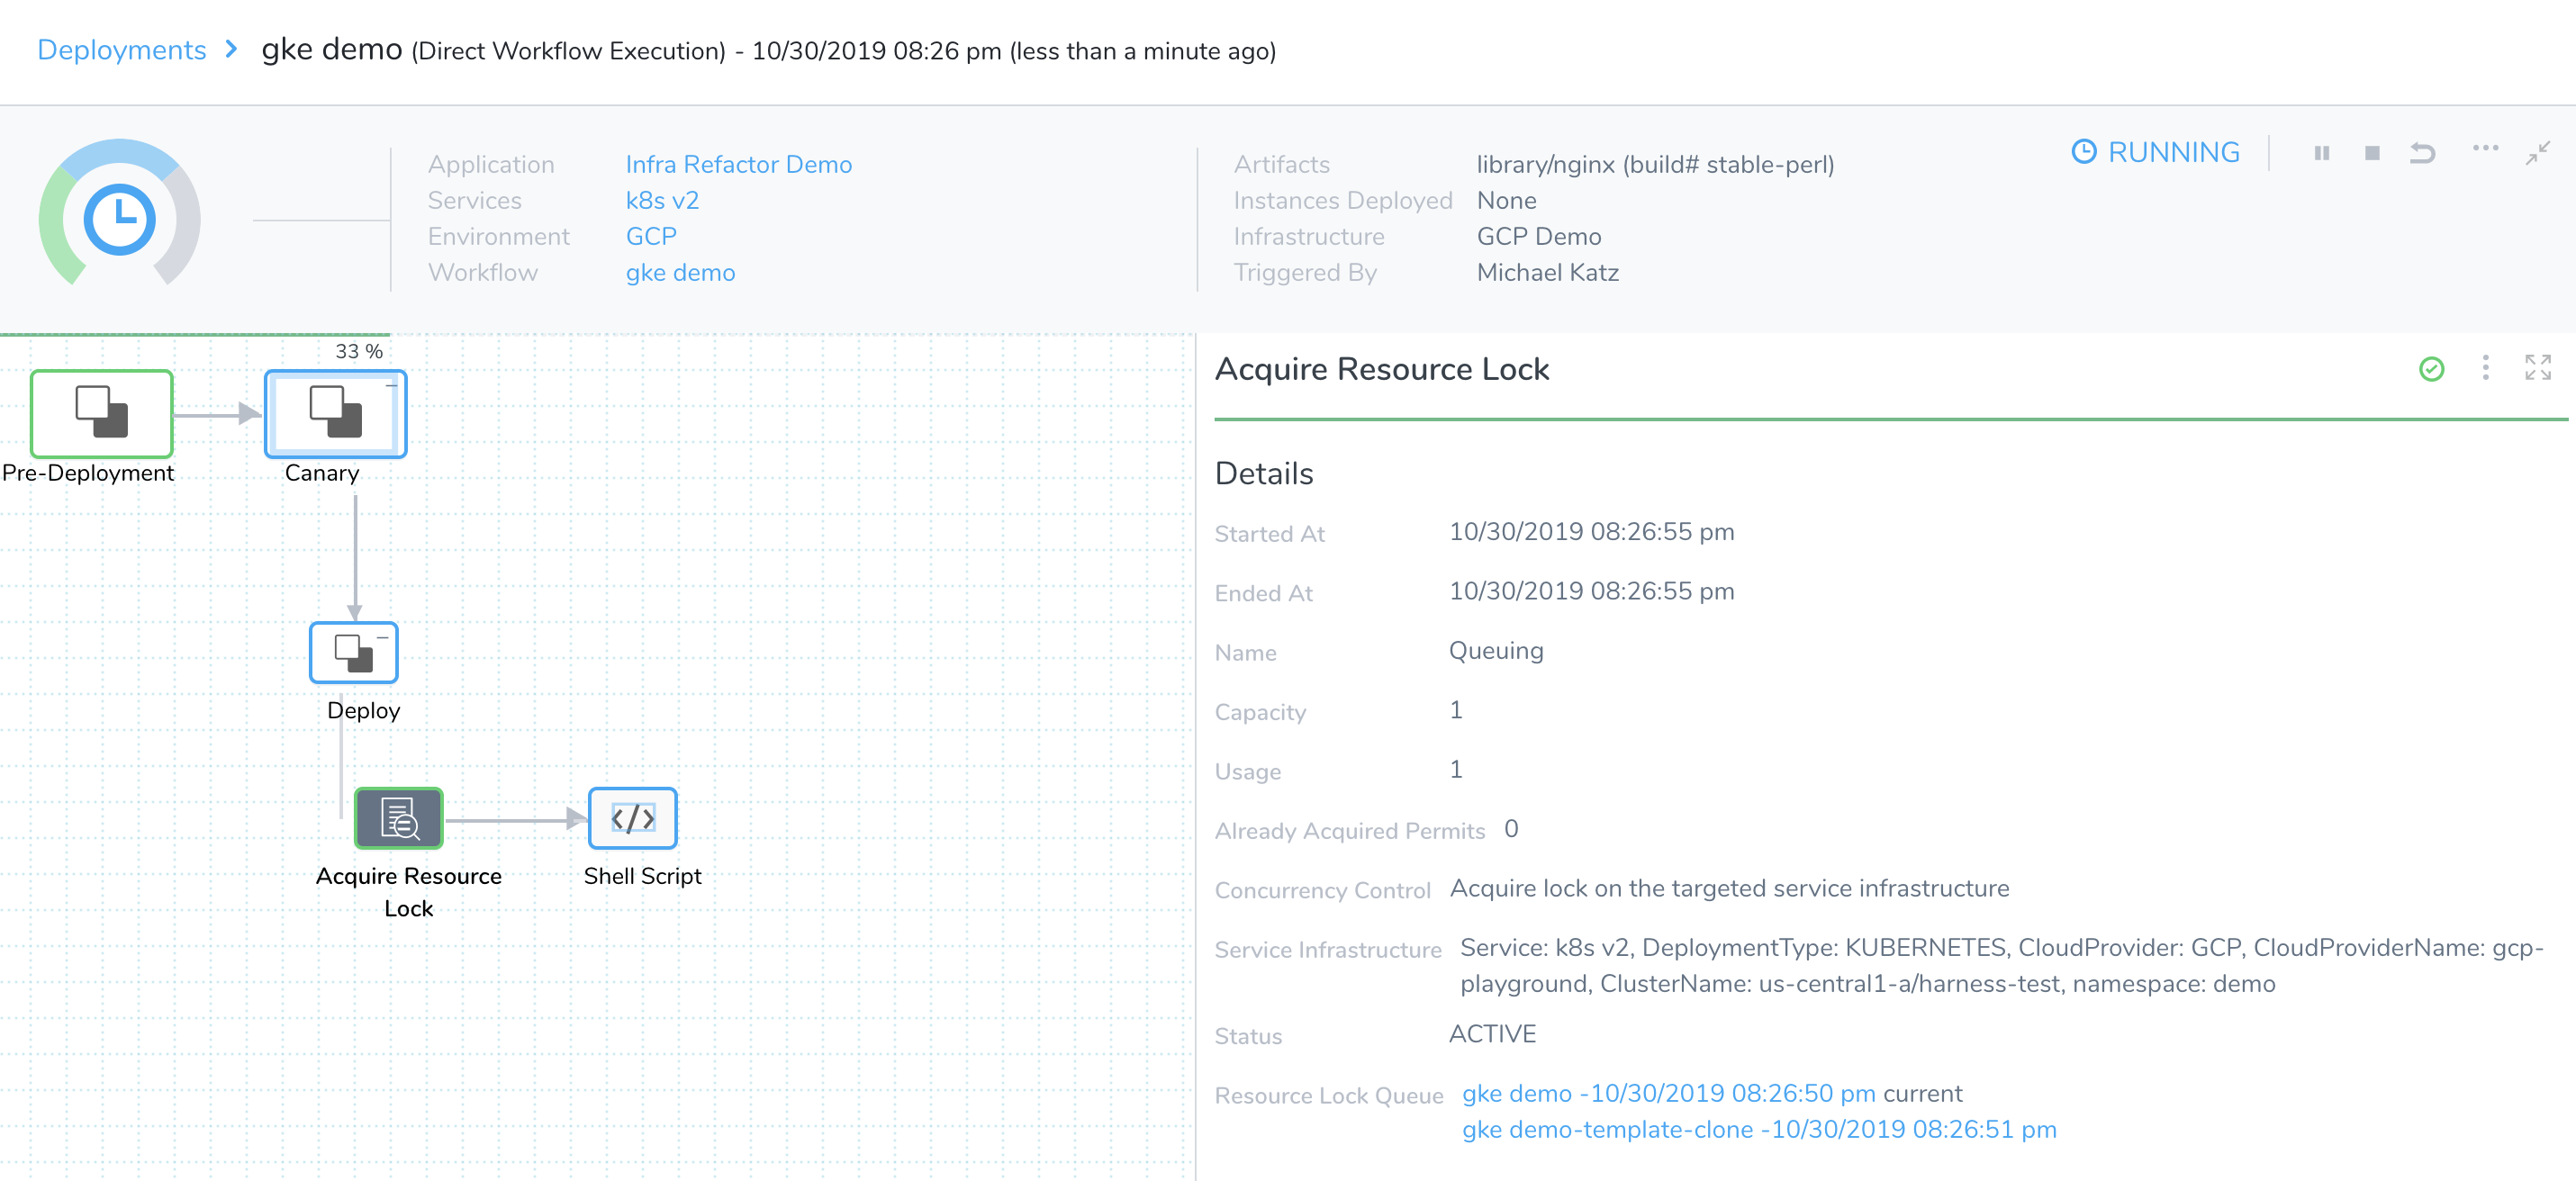 Deployments > gke demo (Direct Workflow Execution) - 10/30/2019 08:26 pm (less than a minute ago)
Application Infra Refactor Demo
Services k8s v2
Environment GCP
Workflow gke demo
Artifacts library/nginx (build# stable-perl)
Instances Deployed None
Infrastructure GCP Demo
Triggered By Michael Katz
RUNNING
33 %
Pre-Deployment
Canary
Deploy
Acquire Resource
Lock
Shell Script
Acquire Resource Lock
Details
Started At 10/30/2019 08:26:55 pm
Ended At 10/30/2019 08:26:55 pm
Name Queuing
Capacity 1
Usage 1
Already Acquired Permits 0
Concurrency Control Acquire lock on the targeted service infrastructure
Service Infrastructure Service: k8s v2, DeploymentType: KUBERNETES, CloudProvider: GCP, CloudProviderName: gcp-
playground, ClusterName: us-central1-a/harness-test, namespace: demo
Status ACTIVE
Resource Lock Queue gke demo -10/30/2019 08:26:50 pm current
gke demo-template-clone -10/30/2019 08:26:51 pm